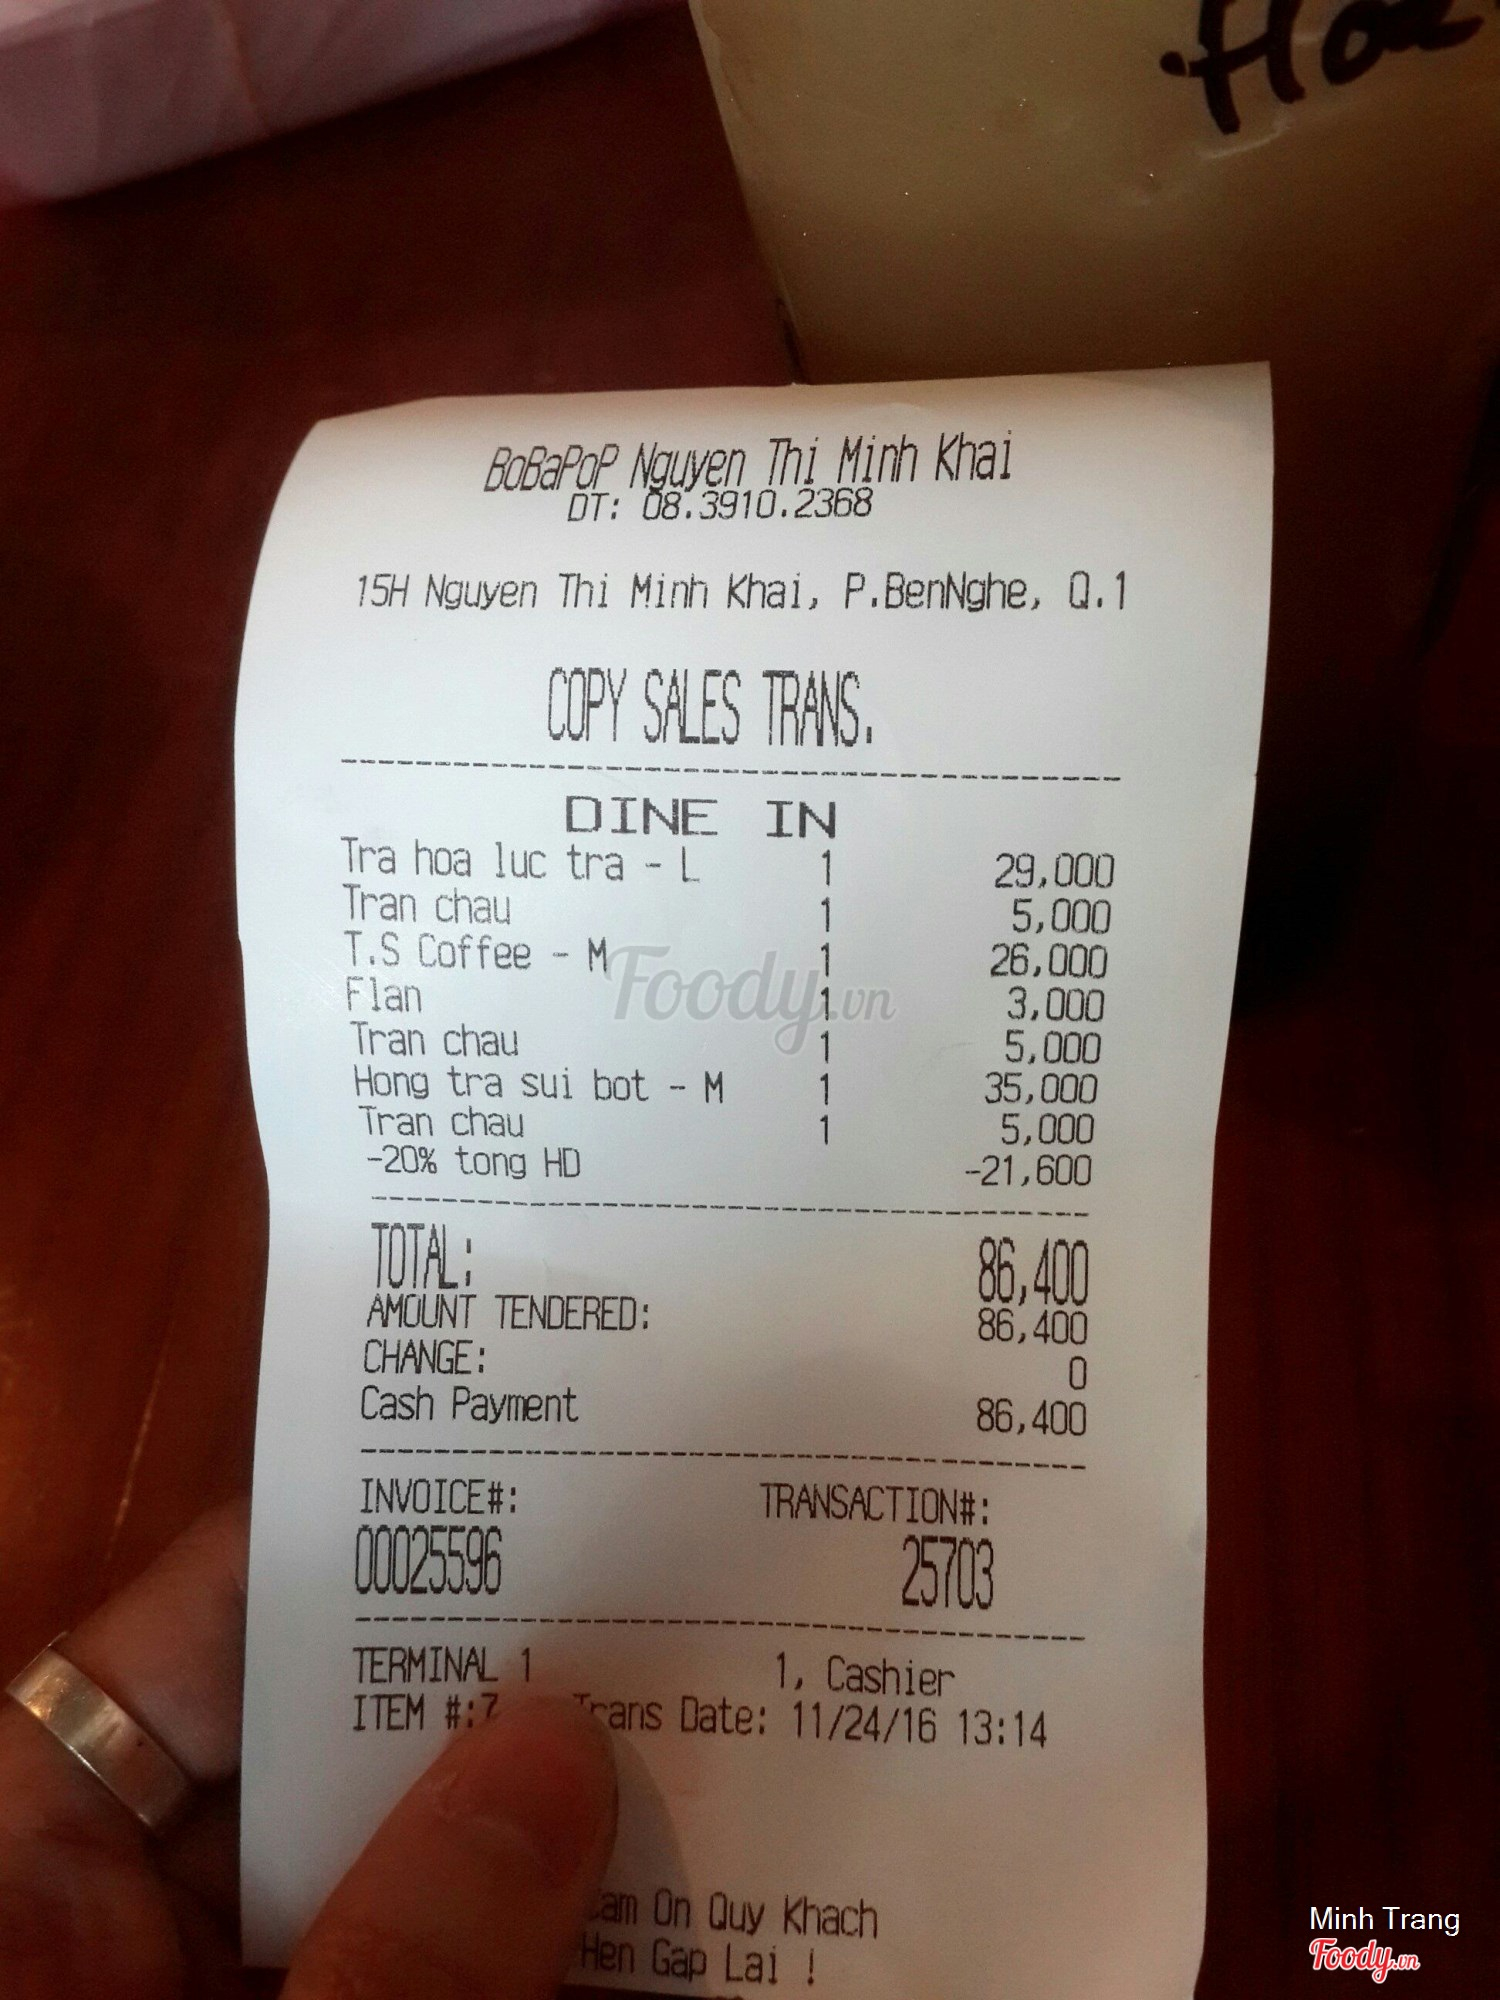 Hoa
BoBaPoP Nguyen Thi Minh Khai
DT: 08.3910.2368
15H Nguyen Thi Minh Khai, P.BenNghe, Q.1
COPY SALES TRANS.
DINE IN
Tra hoa luc tra - L 1 29,000
Tran chau 1 5,000
T.S Coffee - M 1 26,000
Flan 1 3,000
Tran chau 1 5,000
Hong tra sui bot - M 1 35,000
Tran chau 1 5,000
-20% tong HD -21,600
TOTAL: 86,400
AMOUNT TENDERED: 86,400
CHANGE: 0
Cash Payment 86,400
INVOICE#: TRANSACTION#:
00025596 25703
TERMINAL 1 1, Cashier
ITEM #:7 Trans Date: 11/24/16 13:14
Cam On Quy Khach
Hen Gap Lai !
Foody.vn
Minh Trang
Foody.vn